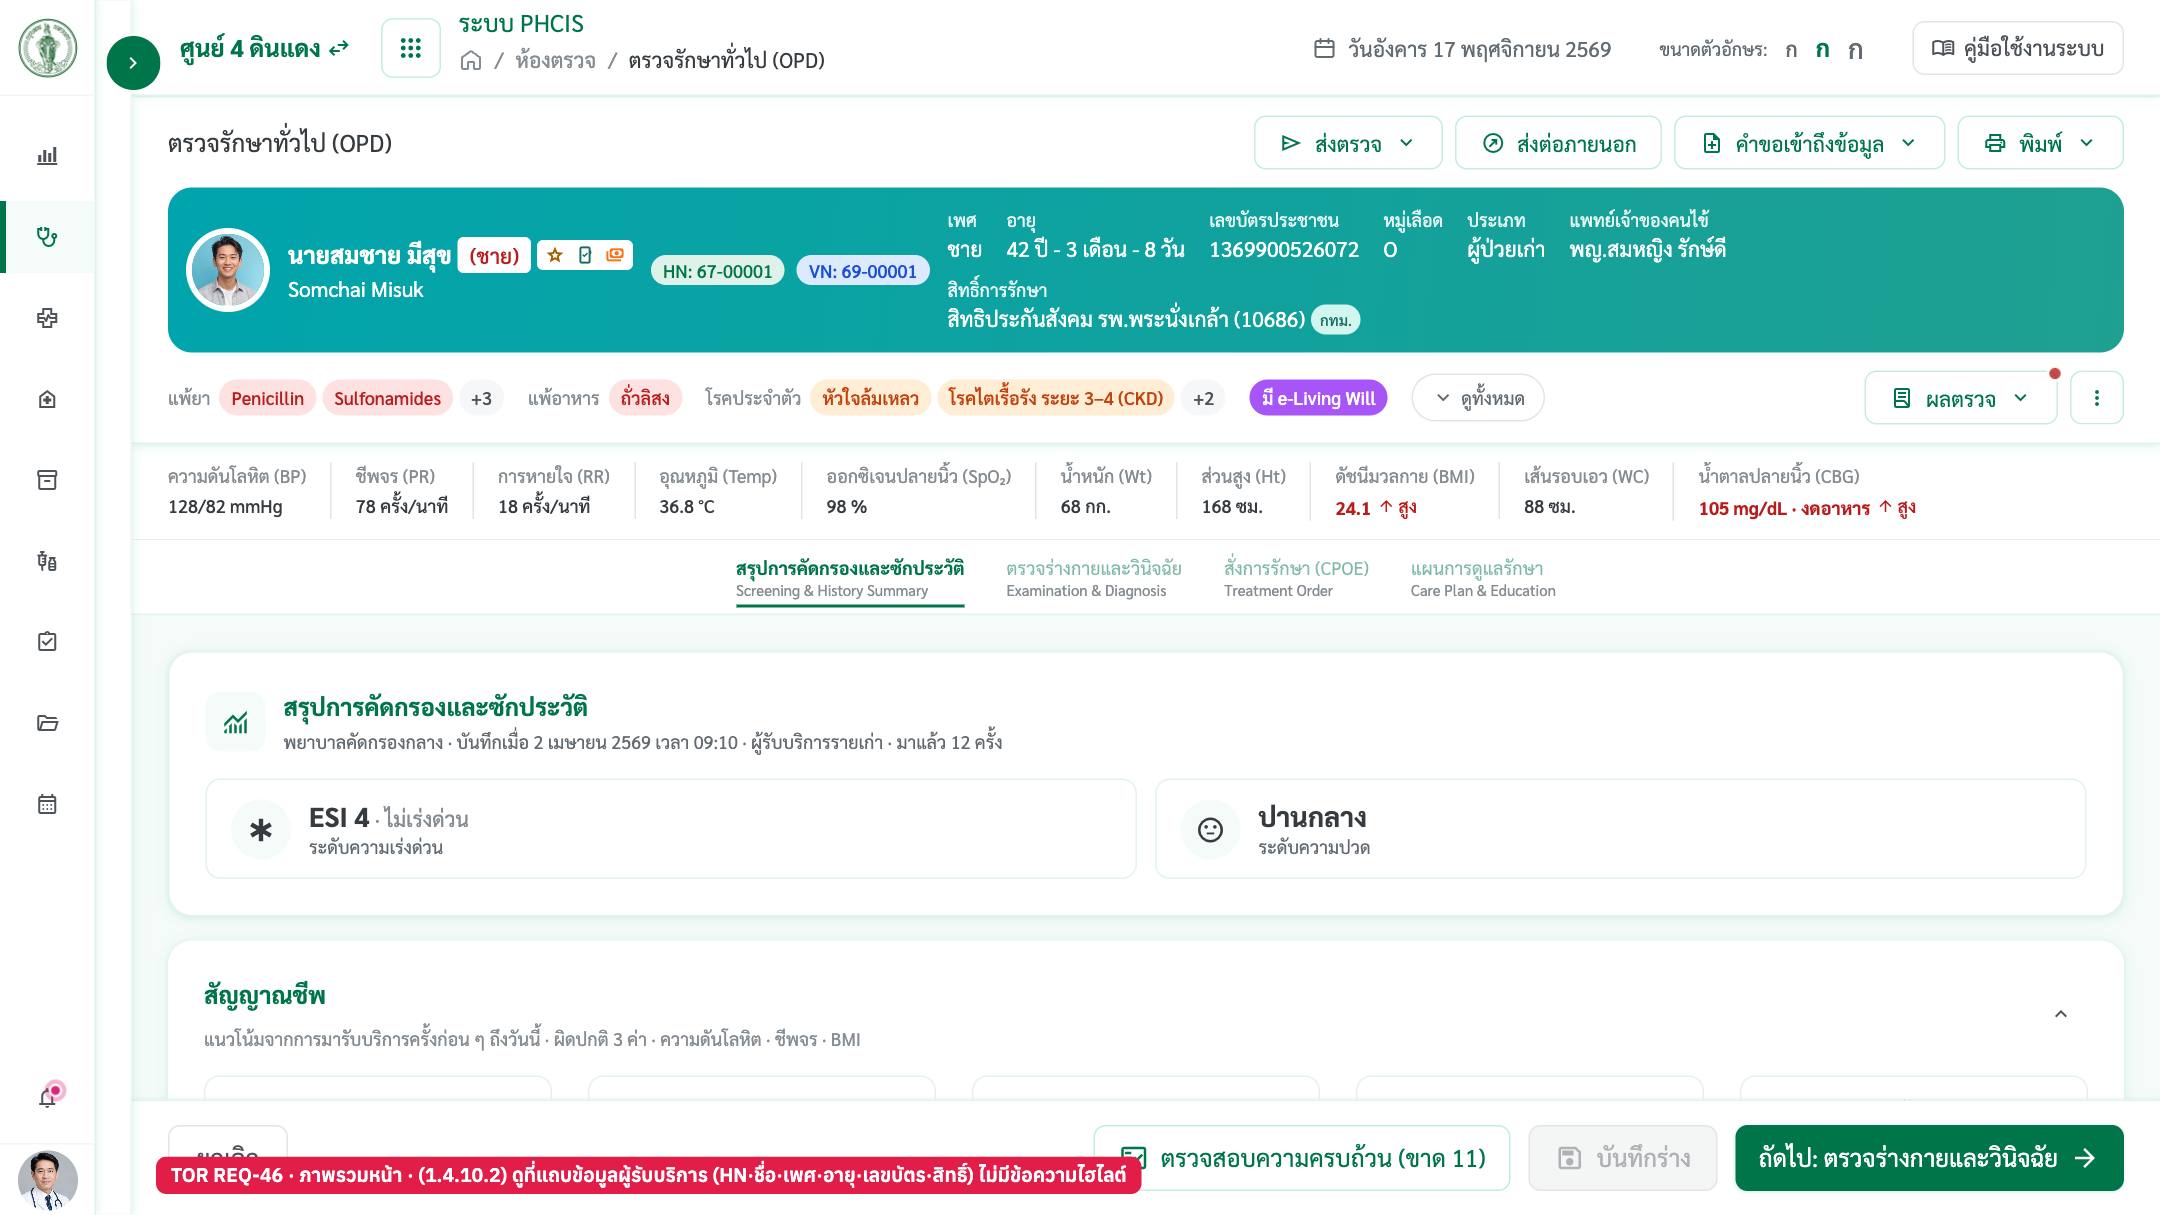 ศูนย์ 4 ดินแดง
ระบบ PHCIS
/ ห้องตรวจ / ตรวจรักษาทั่วไป (OPD)
วันอังคาร 17 พฤศจิกายน 2569
ขนาดตัวอักษร: ก ก ก
คู่มือใช้งานระบบ
ตรวจรักษาทั่วไป (OPD)
ส่งตรวจ
ส่งต่อภายนอก
คำขอเข้าถึงข้อมูล
พิมพ์
นายสมชาย มีสุข (ชาย)
Somchai Misuk
HN: 67-00001
VN: 69-00001
เพศ
ชาย
อายุ
42 ปี - 3 เดือน - 8 วัน
เลขบัตรประชาชน
1369900526072
หมู่เลือด
O
ประเภท
ผู้ป่วยเก่า
แพทย์เจ้าของคนไข้
พญ.สมหญิง รักษ์ดี
สิทธิ์การรักษา
สิทธิประกันสังคม รพ.พระนั่งเกล้า (10686) กทม.
แพ้ยา Penicillin Sulfonamides +3 แพ้อาหาร ถั่วลิสง โรคประจำตัว หัวใจล้มเหลว โรคไตเรื้อรัง ระยะ 3–4 (CKD) +2 มี e-Living Will ดูทั้งหมด
ผลตรวจ
ความดันโลหิต (BP)
128/82 mmHg
ชีพจร (PR)
78 ครั้ง/นาที
การหายใจ (RR)
18 ครั้ง/นาที
อุณหภูมิ (Temp)
36.8 °C
ออกซิเจนปลายนิ้ว (SpO₂)
98 %
น้ำหนัก (Wt)
68 กก.
ส่วนสูง (Ht)
168 ซม.
ดัชนีมวลกาย (BMI)
24.1 ↑ สูง
เส้นรอบเอว (WC)
88 ซม.
น้ำตาลปลายนิ้ว (CBG)
105 mg/dL · งดอาหาร ↑ สูง
สรุปการคัดกรองและซักประวัติ
Screening & History Summary
ตรวจร่างกายและวินิจฉัย
Examination & Diagnosis
สั่งการรักษา (CPOE)
Treatment Order
แผนการดูแลรักษา
Care Plan & Education
สรุปการคัดกรองและซักประวัติ
พยาบาลคัดกรองกลาง · บันทึกเมื่อ 2 เมษายน 2569 เวลา 09:10 · ผู้รับบริการรายเก่า · มาแล้ว 12 ครั้ง
ESI 4 · ไม่เร่งด่วน
ระดับความเร่งด่วน
ปานกลาง
ระดับความปวด
สัญญาณชีพ
แนวโน้มจากการมารับบริการครั้งก่อน ๆ ถึงวันนี้ · ผิดปกติ 3 ค่า · ความดันโลหิต · ชีพจร · BMI
TOR REQ-46 · ภาพรวมหน้า · (1.4.10.2) ดูที่แถบข้อมูลผู้รับบริการ (HN·ชื่อ·เพศ·อายุ·เลขบัตร·สิทธิ์) ไม่มีข้อความไฮไลต์
ตรวจสอบความครบถ้วน (ขาด 11)
บันทึกร่าง
ถัดไป: ตรวจร่างกายและวินิจฉัย →